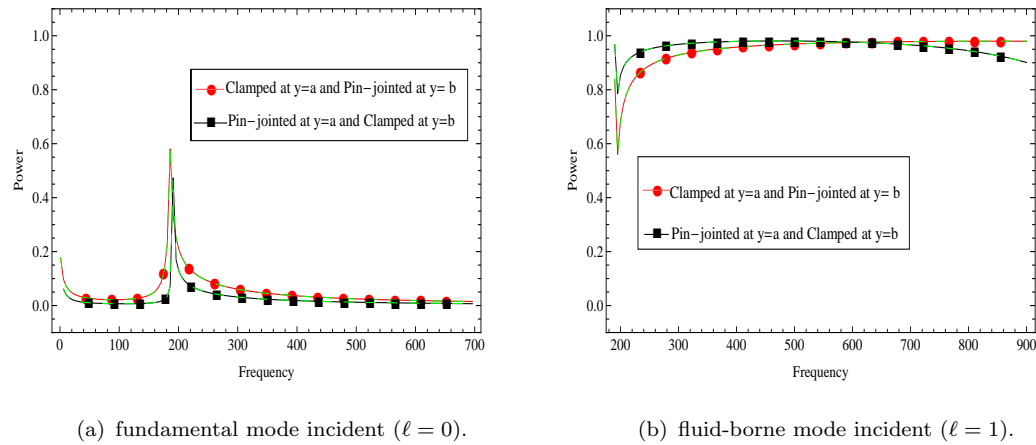 1.0
0.8
0.6
0.4
0.2
0.0
Power
Clamped at y=a and Pin-jointed at y= b
Pin-jointed at y=a and Clamped at y=b
0 100 200 300 400 500 600 700
Frequency
(a) fundamental mode incident (ℓ = 0).
1.0
0.8
0.6
0.4
0.2
0.0
Power
Clamped at y=a and Pin-jointed at y= b
Pin-jointed at y=a and Clamped at y=b
200 300 400 500 600 700 800 900
Frequency
(b) fluid-borne mode incident (ℓ = 1).